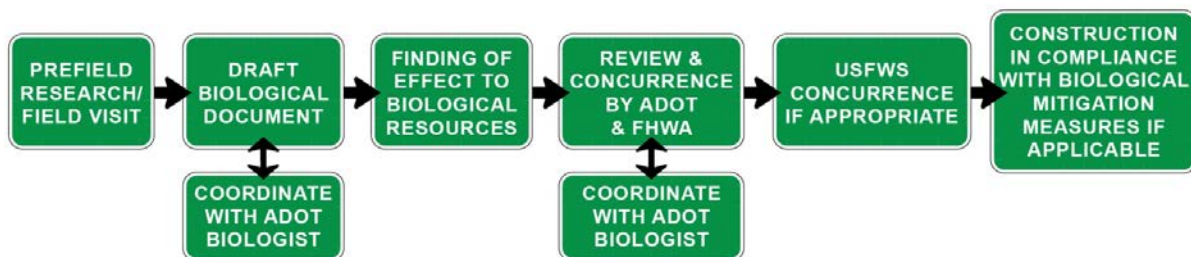 PREFIELD
RESEARCH/
FIELD VISIT
DRAFT
BIOLOGICAL
DOCUMENT
COORDINATE
WITH ADOT
BIOLOGIST
FINDING OF
EFFECT TO
BIOLOGICAL
RESOURCES
REVIEW &
CONCURRENCE
BY ADOT
& FHWA
COORDINATE
WITH ADOT
BIOLOGIST
USFWS
CONCURRENCE
IF APPROPRIATE
CONSTRUCTION
IN COMPLIANCE
WITH BIOLOGICAL
MITIGATION
MEASURES IF
APPLICABLE